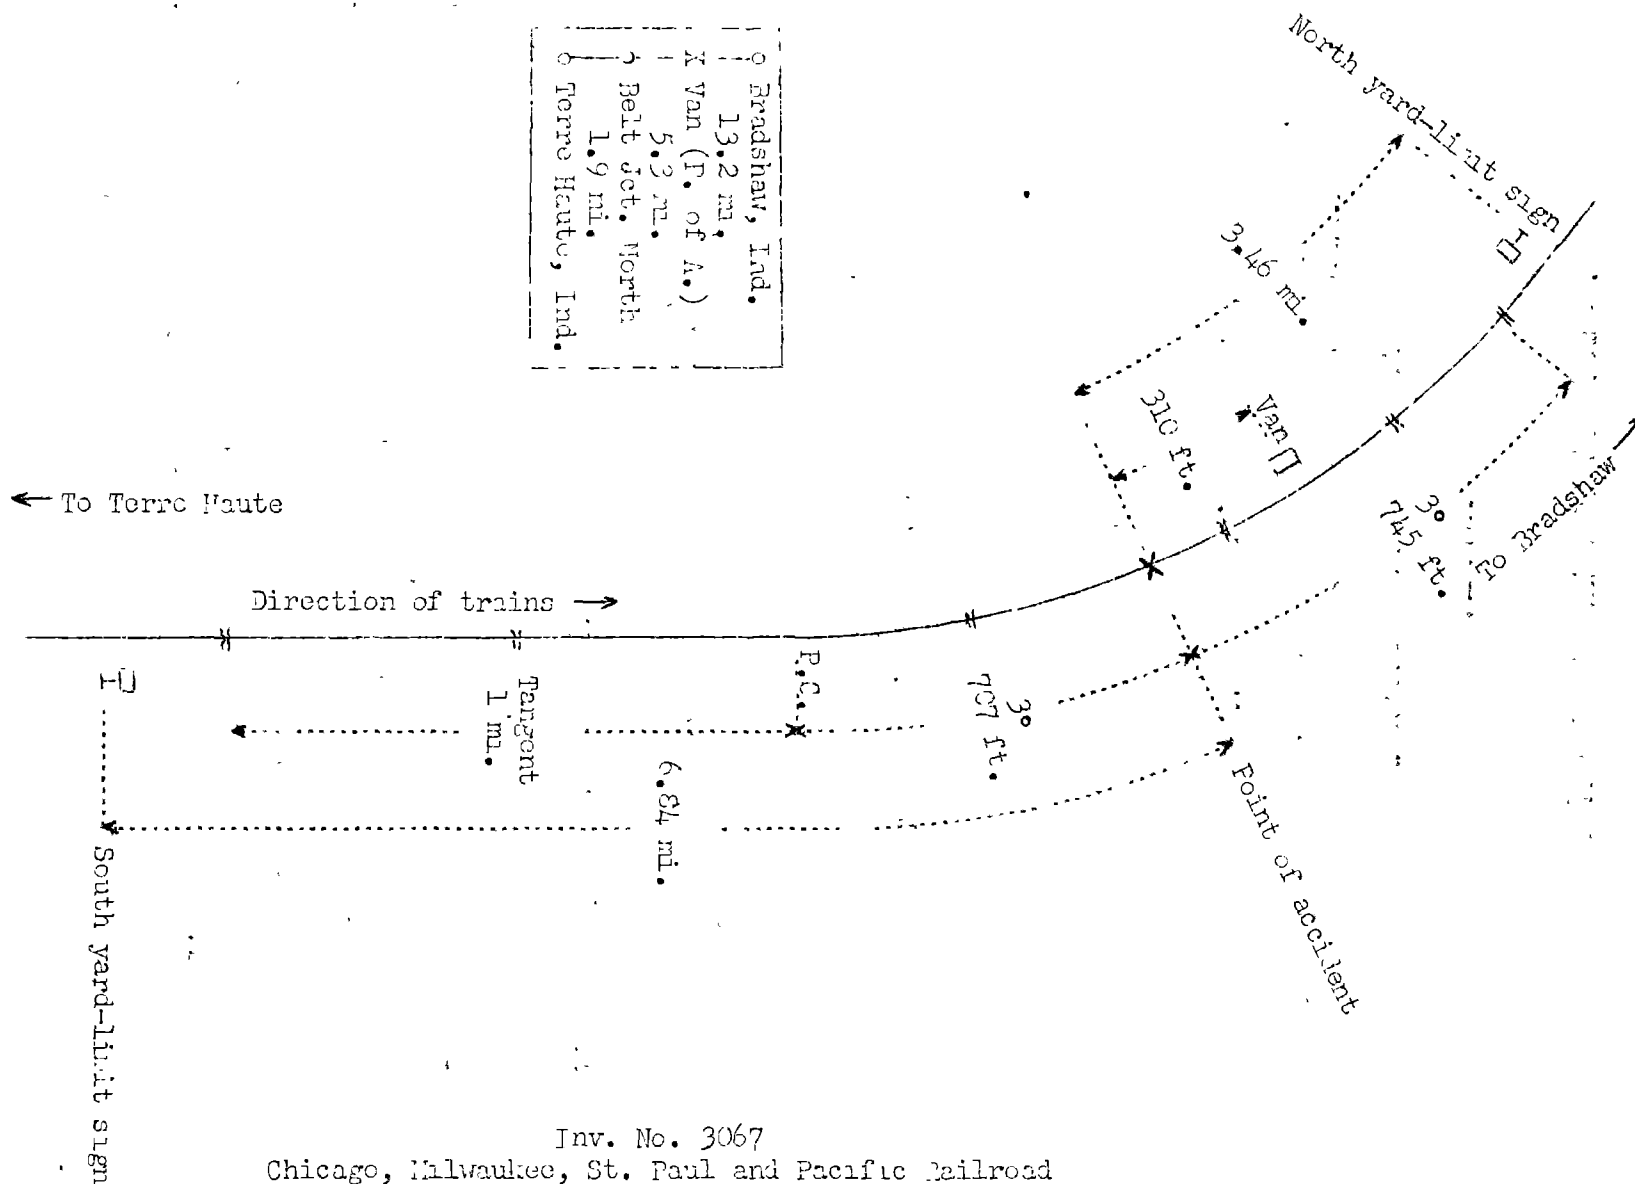 Bradshaw, Ind.
13.2 mi.
Van (P. of A.)
5.3 m.
Belt Jct. North
1.9 mi.
Terre Haute, Ind.
North yard-limit sign
3.46 mi.
310 ft.
Van
To Bradshaw
3°
745 ft.
← To Terre Haute
Direction of trains →
P.C.
Tangent
1 m.
3°
707 ft.
6.84 mi.
Point of accident
South yard-limit sign
Inv. No. 3067
Chicago, Milwaukee, St. Paul and Pacific Railroad